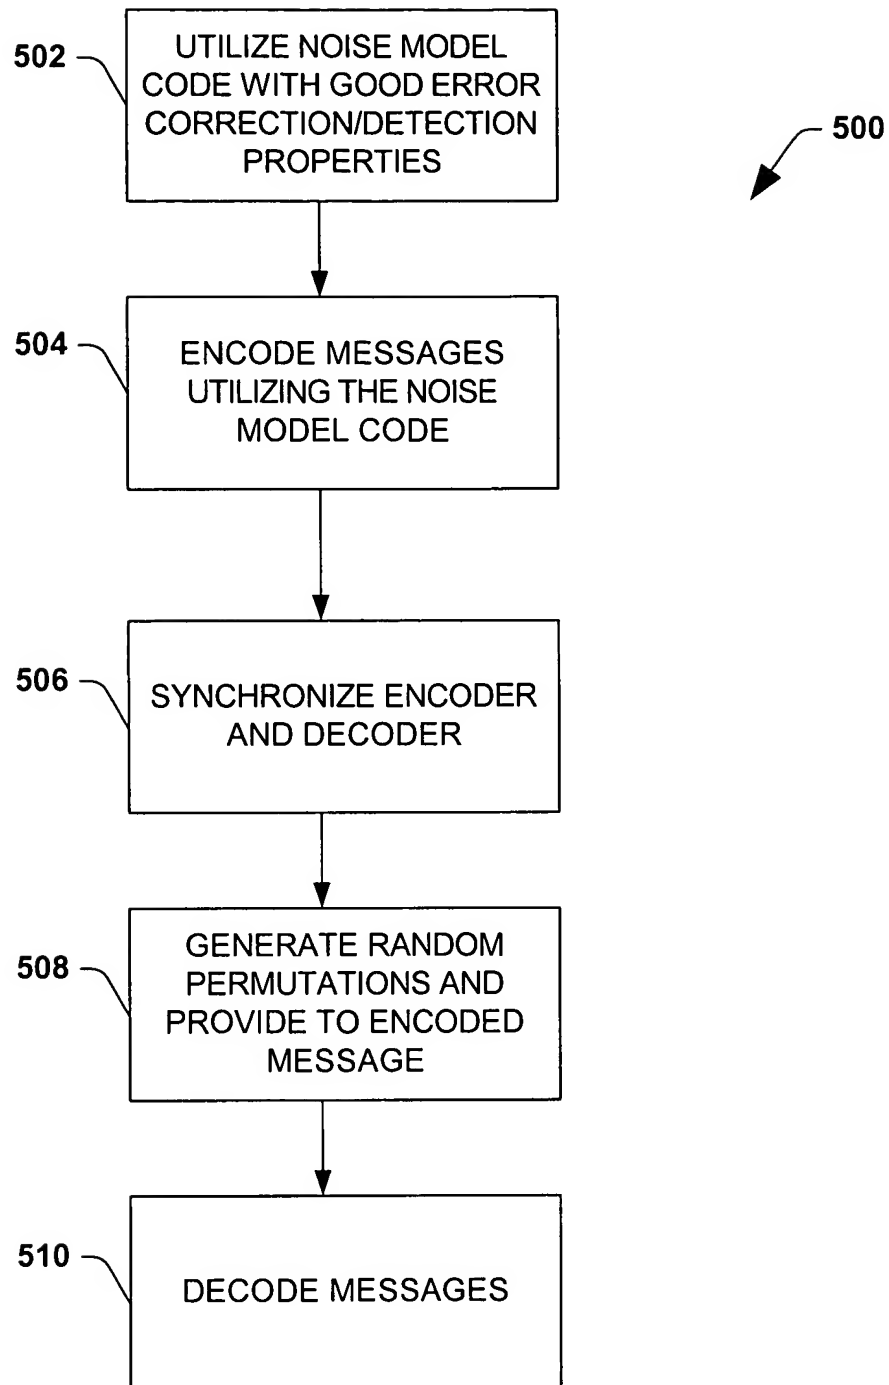 502
UTILIZE NOISE MODEL
CODE WITH GOOD ERROR
CORRECTION/DETECTION
PROPERTIES
500
504
ENCODE MESSAGES
UTILIZING THE NOISE
MODEL CODE
506
SYNCHRONIZE ENCODER
AND DECODER
508
GENERATE RANDOM
PERMUTATIONS AND
PROVIDE TO ENCODED
MESSAGE
510
DECODE MESSAGES